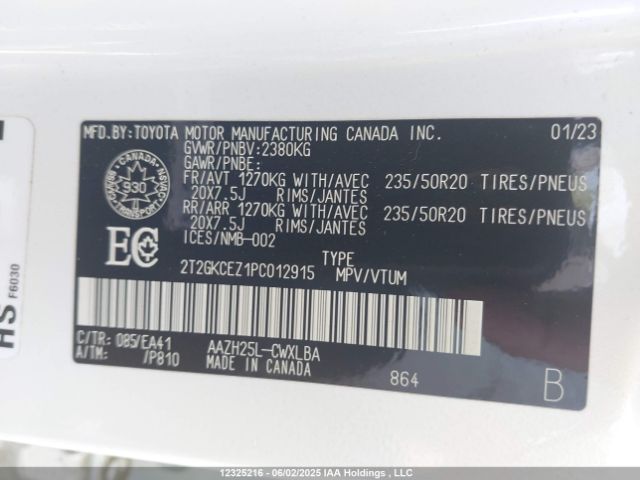 MFD.BY:TOYOTA MOTOR MANUFACTURING CANADA INC. 01/23
GVWR/PNBV:2380KG
GAWR/PNBE:
FR/AVT 1270KG WITH/AVEC 235/50R20 TIRES/PNEUS
20X7.5J RIMS/JANTES
RR/ARR 1270KG WITH/AVEC 235/50R20 TIRES/PNEUS
20X7.5J RIMS/JANTES
ICES/NMB-002
CANADA
930
TRANSPORT
EC
TYPE
2T2GKCEZ1PC012915 MPV/VTUM
C/TR: 085/EA41 AAZH25L-CWXLBA
A/TM: /P810 MADE IN CANADA
864 B
HS F6030
12325216 - 06/02/2025 IAA Holdings, LLC